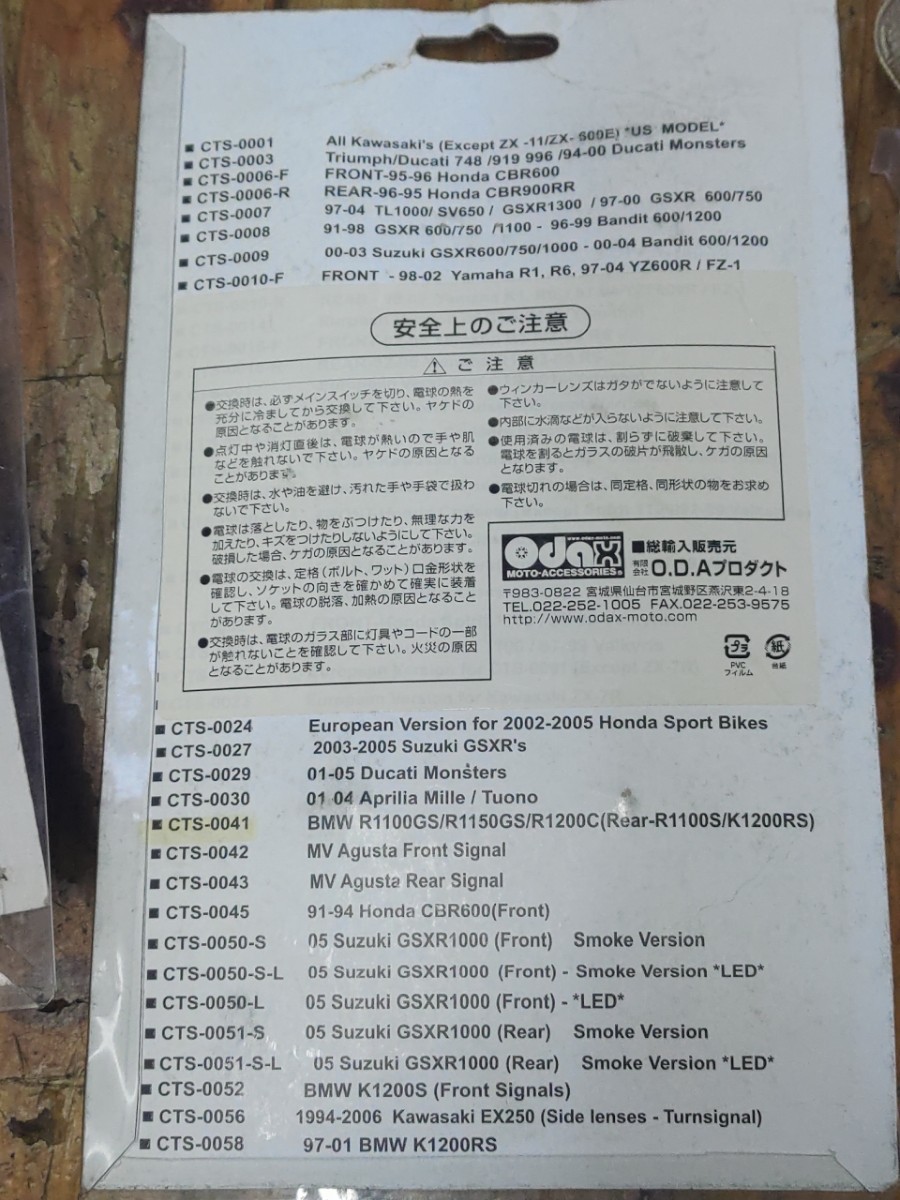 ■ CTS-0001 All Kawasaki's (Except ZX -11/ZX- 600E) *US MODEL*
■ CTS-0003 Triumph/Ducati 748 /919 996 /94-00 Ducati Monsters
■ CTS-0006-F FRONT-95-96 Honda CBR600
■ CTS-0006-R REAR-96-95 Honda CBR900RR
■ CTS-0007 97-04 TL1000/ SV650 / GSXR1300 / 97-00 GSXR 600/750
■ CTS-0008 91-98 GSXR 600/750 /1100 - 96-99 Bandit 600/1200
■ CTS-0009 00-03 Suzuki GSXR600/750/1000 - 00-04 Bandit 600/1200
■ CTS-0010-F FRONT - 98-02 Yamaha R1, R6, 97-04 YZ600R / FZ-1
安全上のご注意
⚠ ご注意
●交換時は、必ずメインスイッチを切り、電球の熱を
充分に冷ましてから交換して下さい。ヤケドの
原因となることがあります。
●点灯中や消灯直後は、電球が熱いので手や肌
などを触れないで下さい。ヤケドの原因となる
ことがあります。
●交換時は、水や油を避け、汚れた手や手袋で扱わ
ないで下さい。
●電球は落としたり、物をぶつけたり、無理な力を
加えたり、キズをつけたりしないようにして下さい。
破損した場合、ケガの原因となることがあります。
●電球の交換は、定格(ボルト、ワット)口金形状を
確認し、ソケットの向きを確かめて確実に装着
して下さい。電球の脱落、加熱の原因となること
があります。
●交換時は、電球のガラス部に灯具やコードの一部
が触れないことを確認して下さい。火災の原因
となることがあります。
●ウィンカーレンズはガタがでないように注意して
下さい。
●内部に水滴などが入らないように注意して下さい。
●使用済みの電球は、割らずに破棄して下さい。
電球を割るとガラスの破片が飛散し、ケガの原因
となります。
●電球切れの場合は、同定格、同形状の物をお求め
下さい。
www.odax-moto.com
Odax
MOTO-ACCESSORIES
■総輸入販売元
有限会社 O.D.Aプロダクト
〒983-0822 宮城県仙台市宮城野区燕沢東2-4-18
TEL.022-252-1005 FAX.022-253-9575
http://www.odax-moto.com
プラ 紙
PVC 台紙
フィルム
■ CTS-0024 European Version for 2002-2005 Honda Sport Bikes
■ CTS-0027 2003-2005 Suzuki GSXR's
■ CTS-0029 01-05 Ducati Monsters
■ CTS-0030 01 04 Aprilia Mille / Tuono
■ CTS-0041 BMW R1100GS/R1150GS/R1200C(Rear-R1100S/K1200RS)
■ CTS-0042 MV Agusta Front Signal
■ CTS-0043 MV Agusta Rear Signal
■ CTS-0045 91-94 Honda CBR600(Front)
■ CTS-0050-S 05 Suzuki GSXR1000 (Front) Smoke Version
■ CTS-0050-S-L 05 Suzuki GSXR1000 (Front) - Smoke Version *LED*
■ CTS-0050-L 05 Suzuki GSXR1000 (Front) - *LED*
■ CTS-0051-S 05 Suzuki GSXR1000 (Rear) Smoke Version
■ CTS-0051-S-L 05 Suzuki GSXR1000 (Rear) Smoke Version *LED*
■ CTS-0052 BMW K1200S (Front Signals)
■ CTS-0056 1994-2006 Kawasaki EX250 (Side lenses - Turnsignal)
■ CTS-0058 97-01 BMW K1200RS